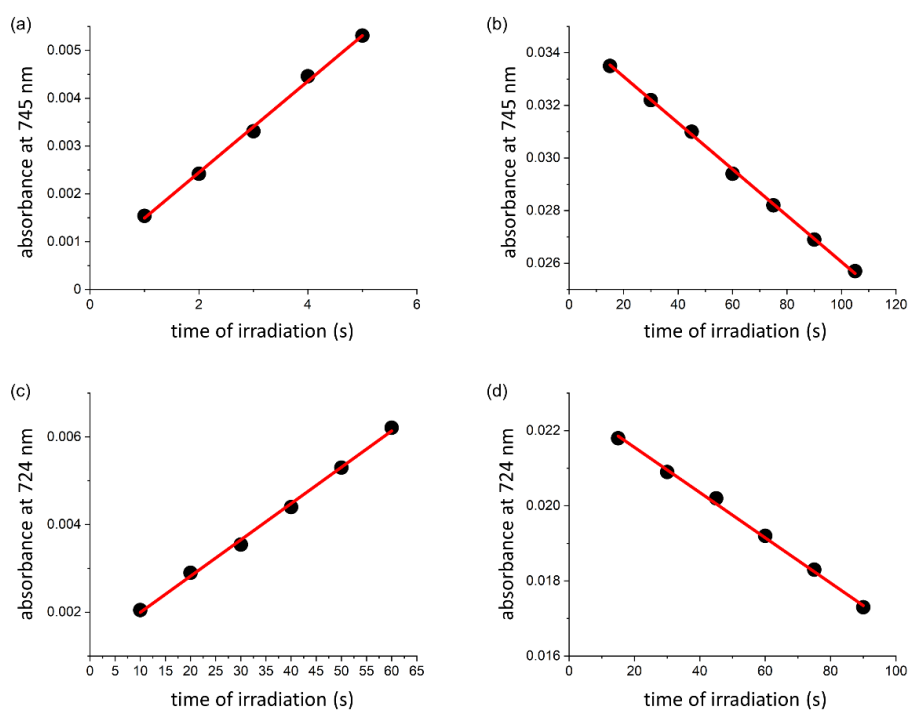 (a)
absorbance at 745 nm
0.005
0.004
0.003
0.002
0.001
0
0 2 4 6
time of irradiation (s)
(b)
absorbance at 745 nm
0.034
0.032
0.030
0.028
0.026
0 20 40 60 80 100 120
time of irradiation (s)
(c)
absorbance at 724 nm
0.006
0.004
0.002
0 5 10 15 20 25 30 35 40 45 50 55 60 65
time of irradiation (s)
(d)
absorbance at 724 nm
0.022
0.020
0.018
0.016
0 20 40 60 80 100
time of irradiation (s)